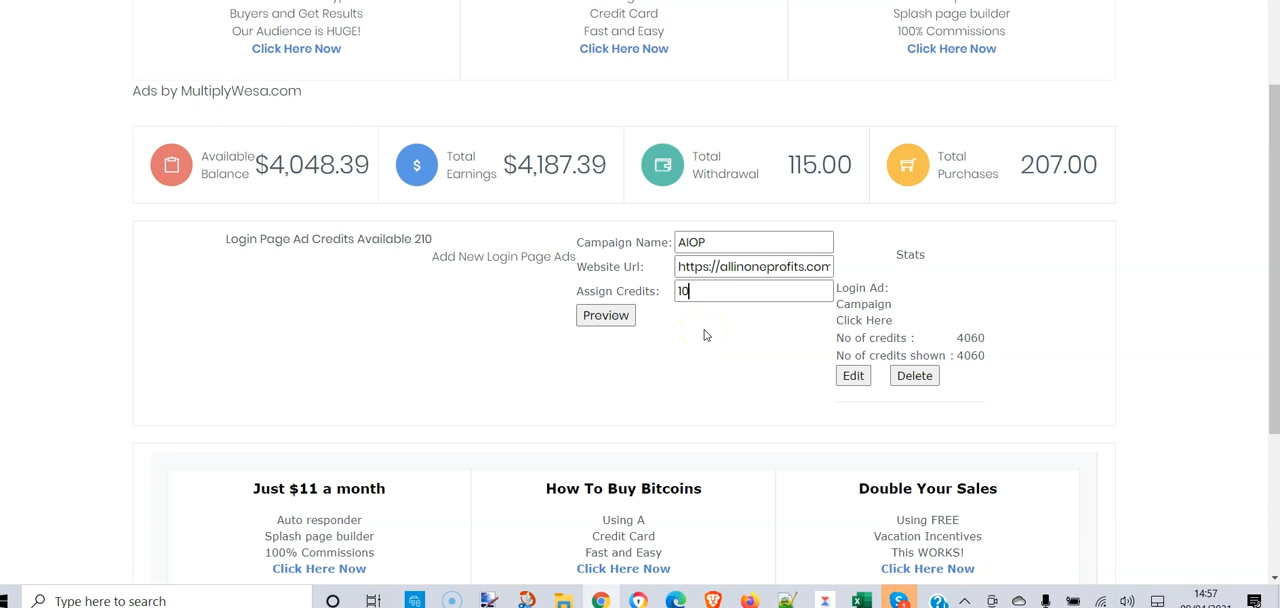 Buyers and Get Results
Our Audience is HUGE!
Click Here Now
Credit Card
Fast and Easy
Click Here Now
Splash page builder
100% Commissions
Click Here Now
Ads by MultiplyWesa.com
Available Balance $4,048.39
Total Earnings $4,187.39
Total Withdrawal 115.00
Total Purchases 207.00
Login Page Ad Credits Available 210
Add New Login Page Ads
Campaign Name: AIOP
Website Url: https://allinoneprofits.com
Assign Credits: 10
Preview
Stats
Login Ad:
Campaign
Click Here
No of credits : 4060
No of credits shown : 4060
Edit Delete
Just $11 a month
Auto responder
Splash page builder
100% Commissions
Click Here Now
How To Buy Bitcoins
Using A
Credit Card
Fast and Easy
Click Here Now
Double Your Sales
Using FREE
Vacation Incentives
This WORKS!
Click Here Now
Type here to search
14:57